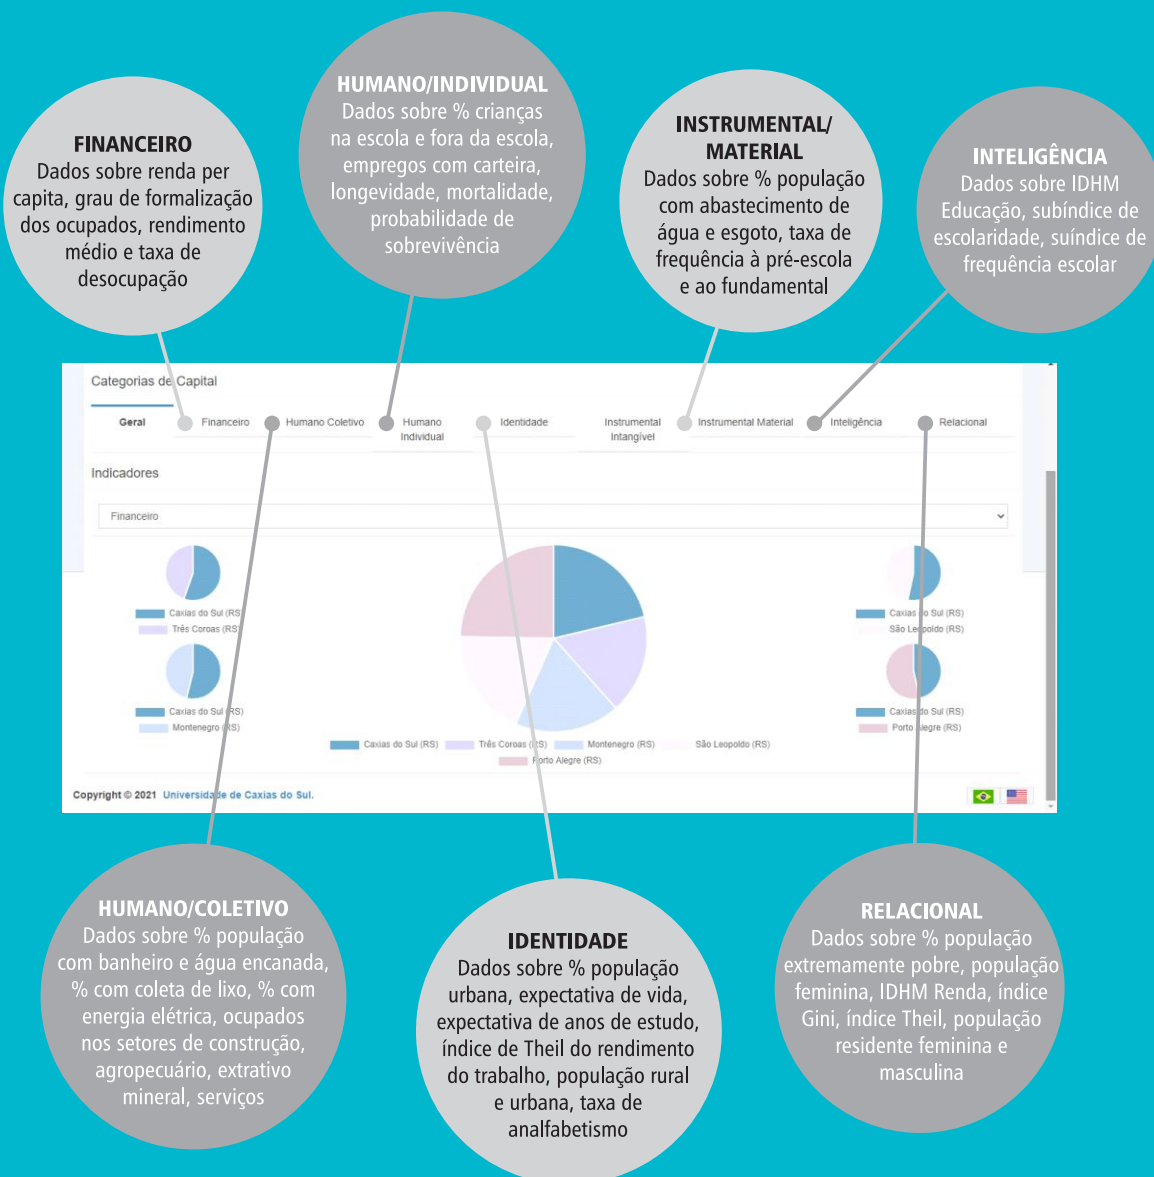 HUMANO/INDIVIDUAL
Dados sobre % crianças
na escola e fora da escola,
empregos com carteira,
longevidade, mortalidade,
probabilidade de
sobrevivência
FINANCEIRO
Dados sobre renda per
capita, grau de formalização
dos ocupados, rendimento
médio e taxa de
desocupação
INSTRUMENTAL/
MATERIAL
Dados sobre % população
com abastecimento de
água e esgoto, taxa de
frequência à pré-escola
e ao fundamental
INTELIGÊNCIA
Dados sobre IDHM
Educação, subíndice de
escolaridade, suíndice de
frequência escolar
Categorias de Capital
Geral
Financeiro
Humano Coletivo
Humano
Individual
Identidade
Instrumental
Intangível
Instrumental Material
Inteligência
Relacional
Indicadores
Financeiro
Caxias do Sul (RS)
Três Coroas (RS)
Caxias do Sul (RS)
Montenegro (RS)
Caxias do Sul (RS)
São Leopoldo (RS)
Caxias do Sul (RS)
Porto Alegre (RS)
Caxias do Sul (RS) Três Coroas (RS) Montenegro (RS) São Leopoldo (RS)
Porto Alegre (RS)
Copyright © 2021 Universidade de Caxias do Sul.
HUMANO/COLETIVO
Dados sobre % população
com banheiro e água encanada,
% com coleta de lixo, % com
energia elétrica, ocupados
nos setores de construção,
agropecuário, extrativo
mineral, serviços
IDENTIDADE
Dados sobre % população
urbana, expectativa de vida,
expectativa de anos de estudo,
índice de Theil do rendimento
do trabalho, população rural
e urbana, taxa de
analfabetismo
RELACIONAL
Dados sobre % população
extremamente pobre, população
feminina, IDHM Renda, índice
Gini, índice Theil, população
residente feminina e
masculina